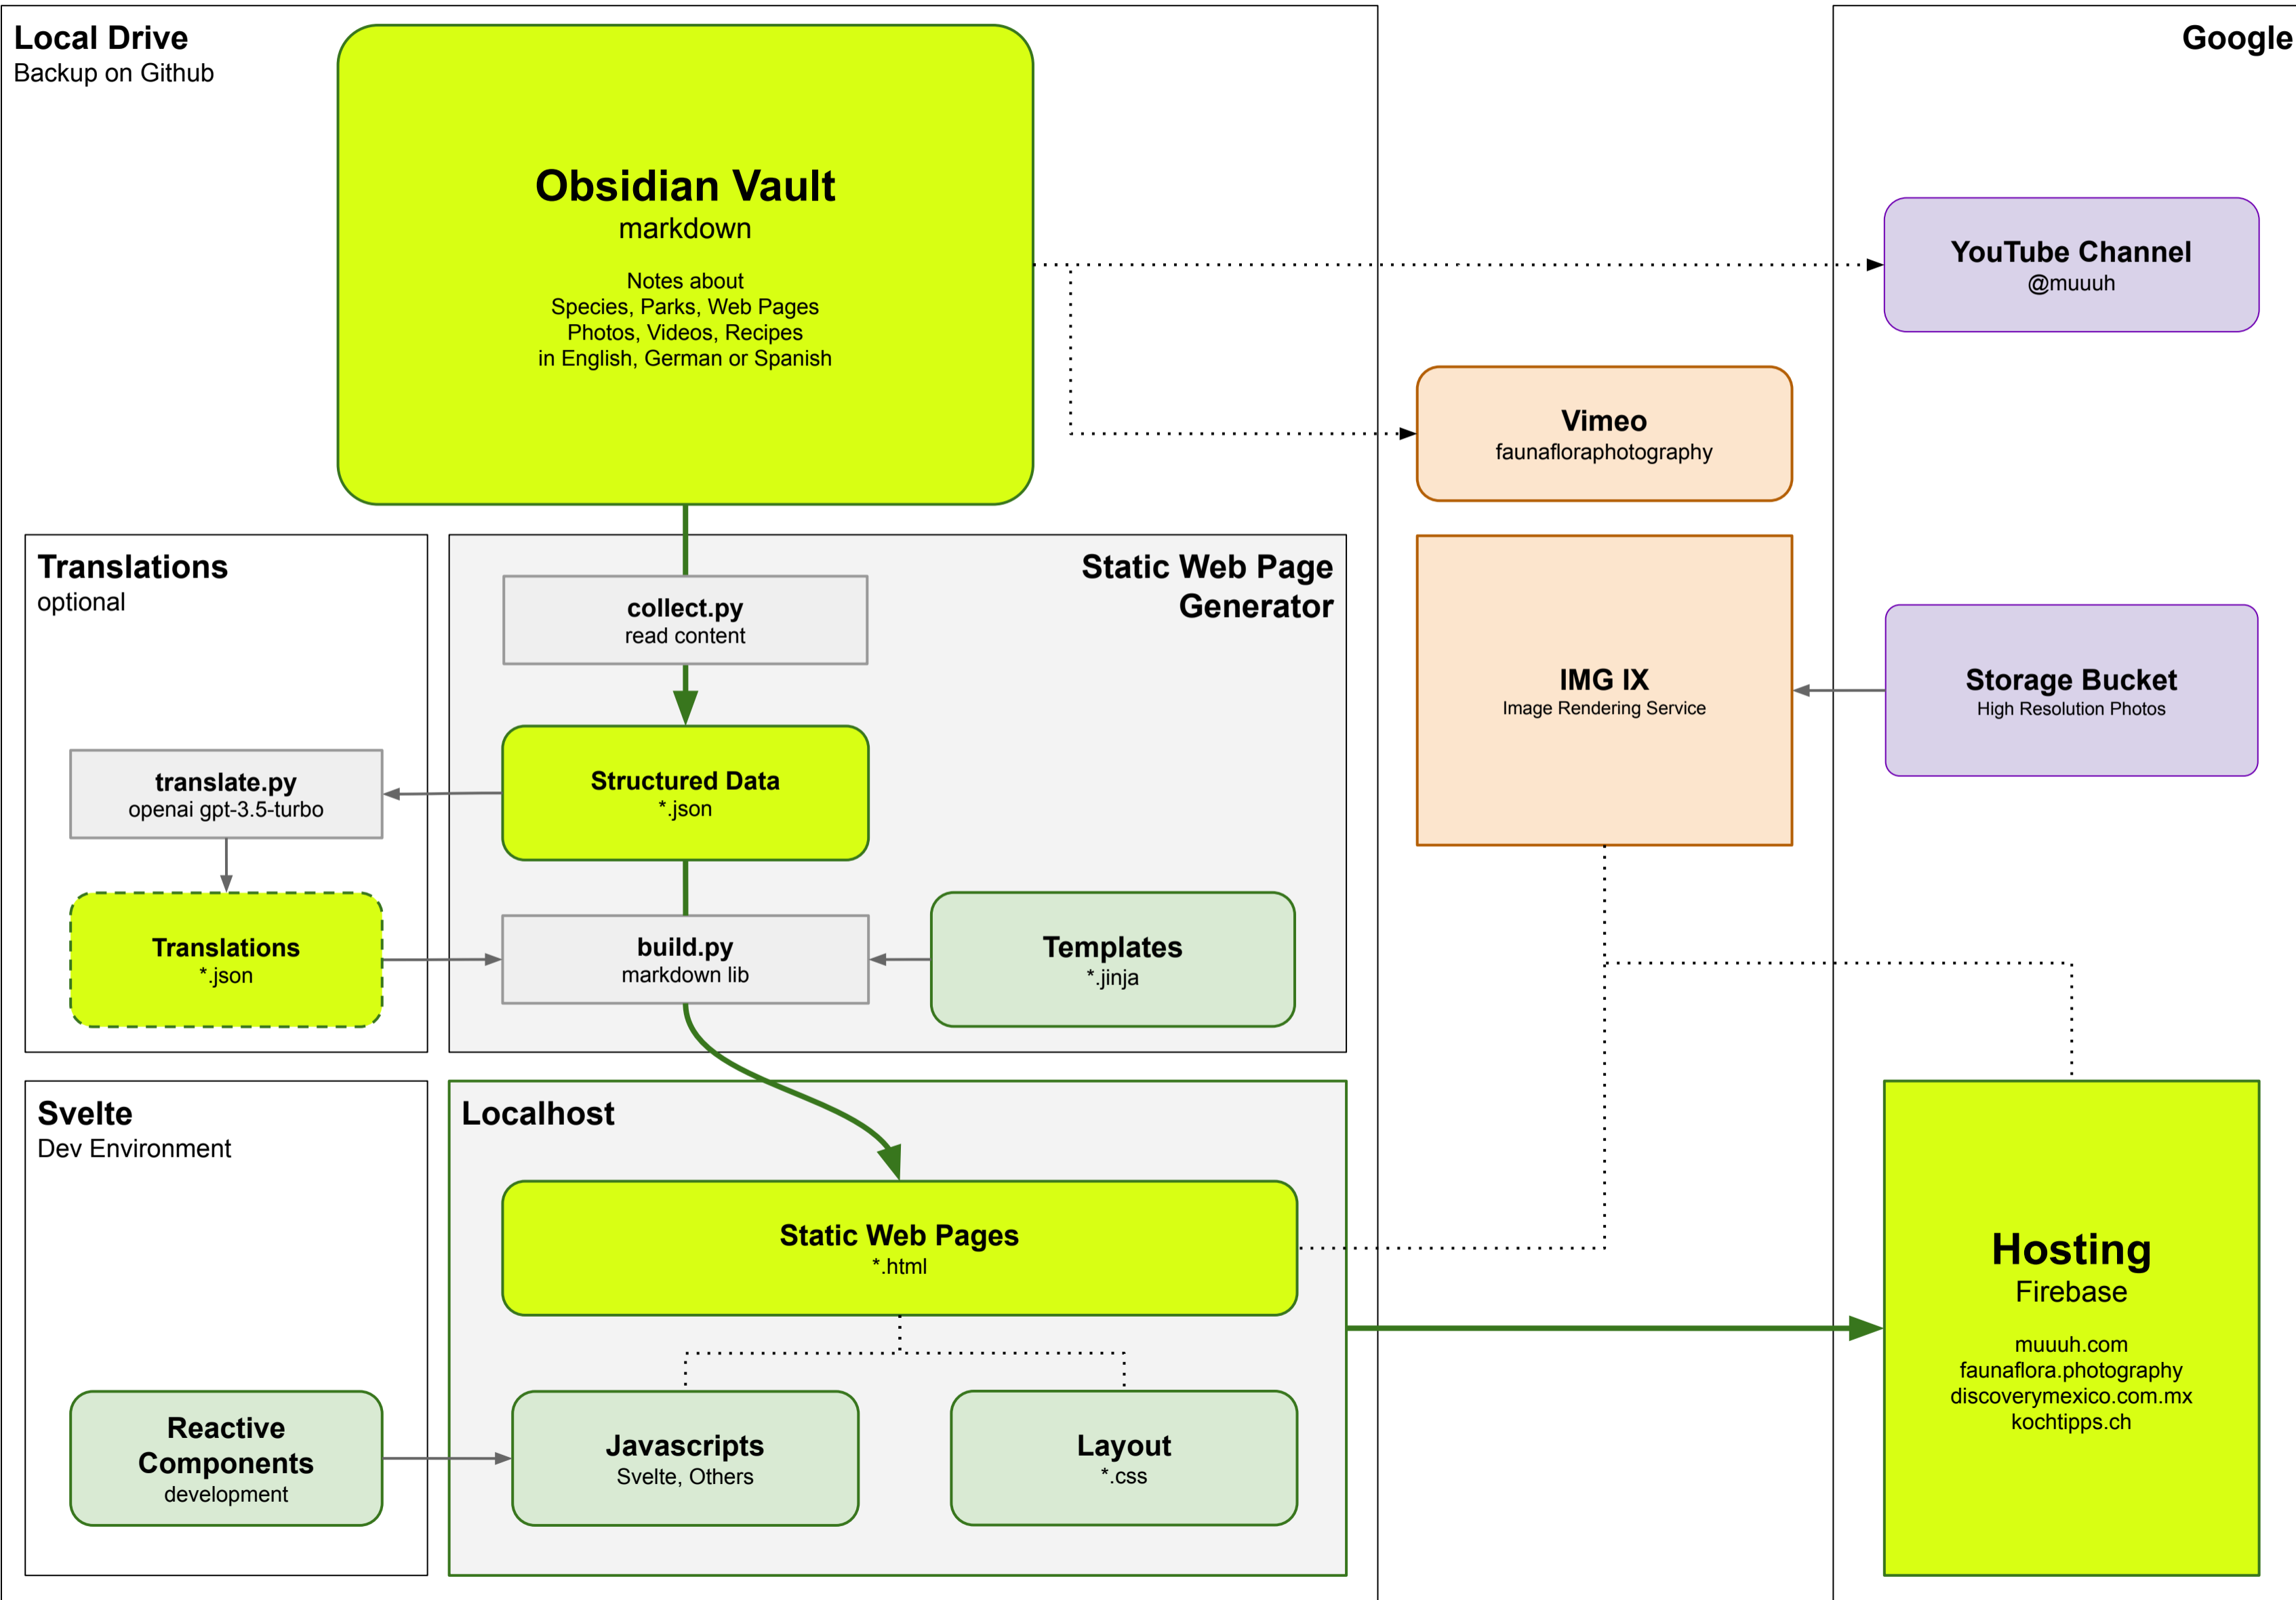 Local Drive
Backup on Github
Google
Obsidian Vault
markdown
Notes about
Species, Parks, Web Pages
Photos, Videos, Recipes
in English, German or Spanish
YouTube Channel
@muuuh
Vimeo
faunafloraphotography
Translations
optional
Static Web Page
Generator
collect.py
read content
IMG IX
Image Rendering Service
Storage Bucket
High Resolution Photos
translate.py
openai gpt-3.5-turbo
Structured Data
*.json
Translations
*.json
build.py
markdown lib
Templates
*.jinja
Svelte
Dev Environment
Localhost
Static Web Pages
*.html
Hosting
Firebase
muuuh.com
faunaflora.photography
discoverymexico.com.mx
kochtipps.ch
Reactive
Components
development
Javascripts
Svelte, Others
Layout
*.css